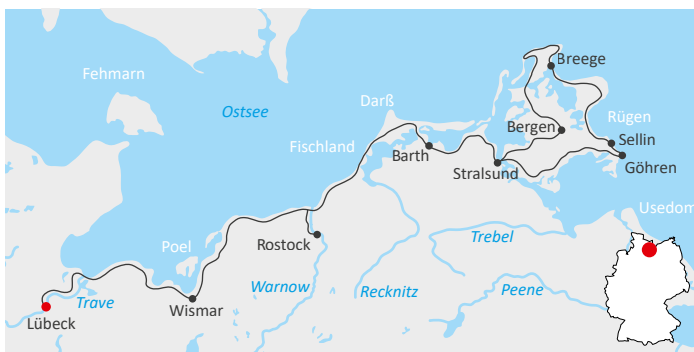 Breege
Fehmarn
Darß
Ostsee
Rügen
Bergen
Sellin
Fischland
Barth
Göhren
Stralsund
Usedom
Poel
Rostock
Trebel
Warnow
Recknitz
Peene
Trave
Wismar
Lübeck